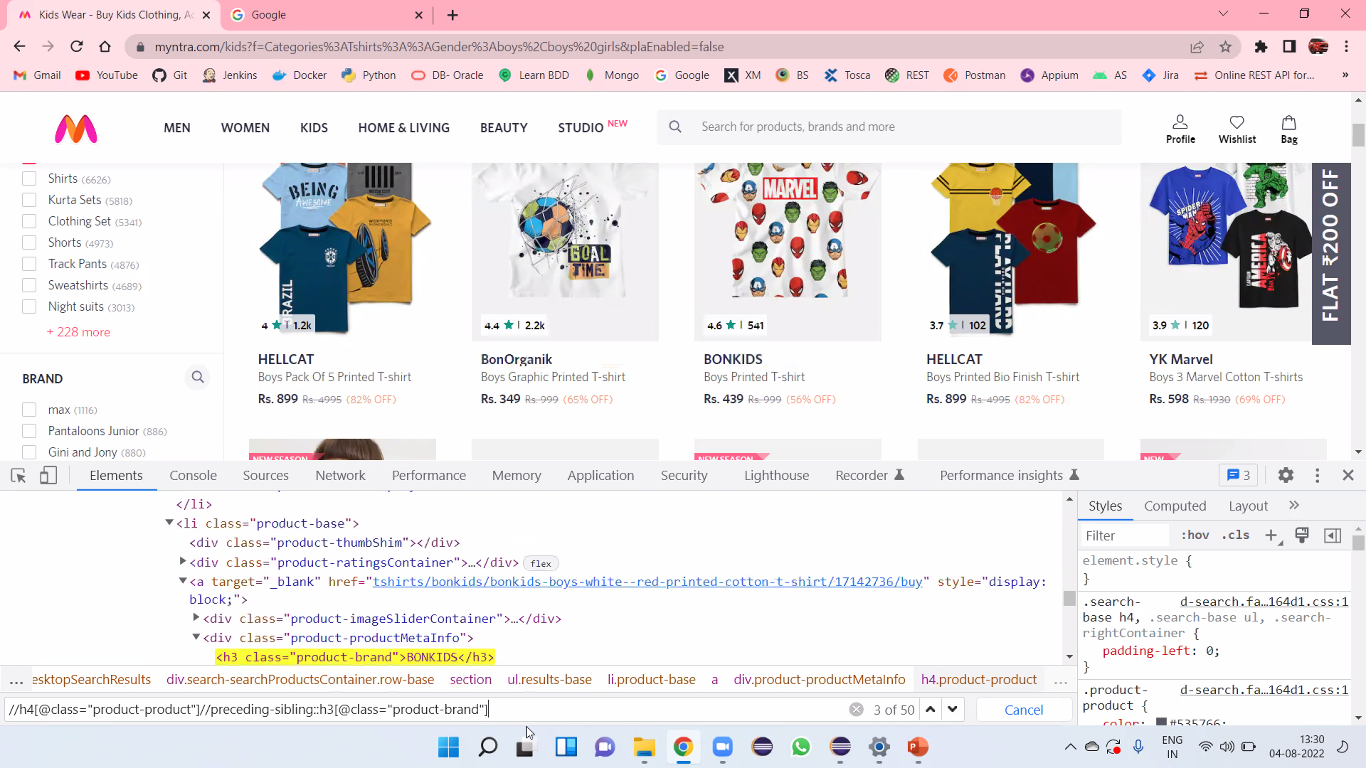 Kids Wear - Buy Kids Clothing, Ac
Google
myntra.com/kids?f=Categories%3ATshirts%3A%3AGender%3Aboys%2Cboys%20girls&plaEnabled=false
Gmail YouTube Git Jenkins Docker Python DB- Oracle Learn BDD Mongo Google XM BS Tosca REST Postman Appium AS Jira Online REST API fo... »
MEN WOMEN KIDS HOME & LIVING BEAUTY STUDIO NEW Search for products, brands and more Profile Wishlist Bag
Shirts (6626)
Kurta Sets (5818)
Clothing Set (5341)
Shorts (4973)
Track Pants (4876)
Sweatshirts (4689)
Night suits (3013)
+ 228 more
BRAND
max (1116)
Pantaloons Junior (886)
Gini and Jony (880)
BEING
AWESOME
BRAZIL
4 ★ | 1.2k
HELLCAT
Boys Pack Of 5 Printed T-shirt
Rs. 899 Rs. 4995 (82% OFF)
GOAL
TIME
4.4 ★ | 2.2k
BonOrganik
Boys Graphic Printed T-shirt
Rs. 349 Rs. 999 (65% OFF)
MARVEL
4.6 ★ | 541
BONKIDS
Boys Printed T-shirt
Rs. 439 Rs. 999 (56% OFF)
PLAY HARD
3.7 ★ | 102
HELLCAT
Boys Printed Bio Finish T-shirt
Rs. 899 Rs. 4995 (82% OFF)
SPIDER
MAN
AMERICA
3.9 ★ | 120
YK Marvel
Boys 3 Marvel Cotton T-shirts
Rs. 598 Rs. 1930 (69% OFF)
FLAT ₹200 OFF
NEW SEASON
NEW SEASON
NEW SEASON
NEW
Elements Console Sources Network Performance Memory Application Security Lighthouse Recorder Performance insights 3
</li>
<li class="product-base">
<div class="product-thumbShim"></div>
<div class="product-ratingsContainer">…</div> flex
<a target="_blank" href="tshirts/bonkids/bonkids-boys-white--red-printed-cotton-t-shirt/17142736/buy" style="display:
block;">
<div class="product-imageSliderContainer">…</div>
<div class="product-productMetaInfo">
<h3 class="product-brand">BONKIDS</h3>
... esktopSearchResults div.search-searchProductsContainer.row-base section ul.results-base li.product-base a div.product-productMetaInfo h4.product-product ...
//h4[@class="product-product"]//preceding-sibling::h3[@class="product-brand"] 3 of 50 Cancel
Styles Computed Layout »
Filter :hov .cls +
element.style {
}
.search- d-search.fa…164d1.css:1
base h4, .search-base ul, .search-
rightContainer {
padding-left: 0;
}
.product- d-search.fa…164d1.css:1
product {
color: #535766;
ENG
IN
13:30
04-08-2022